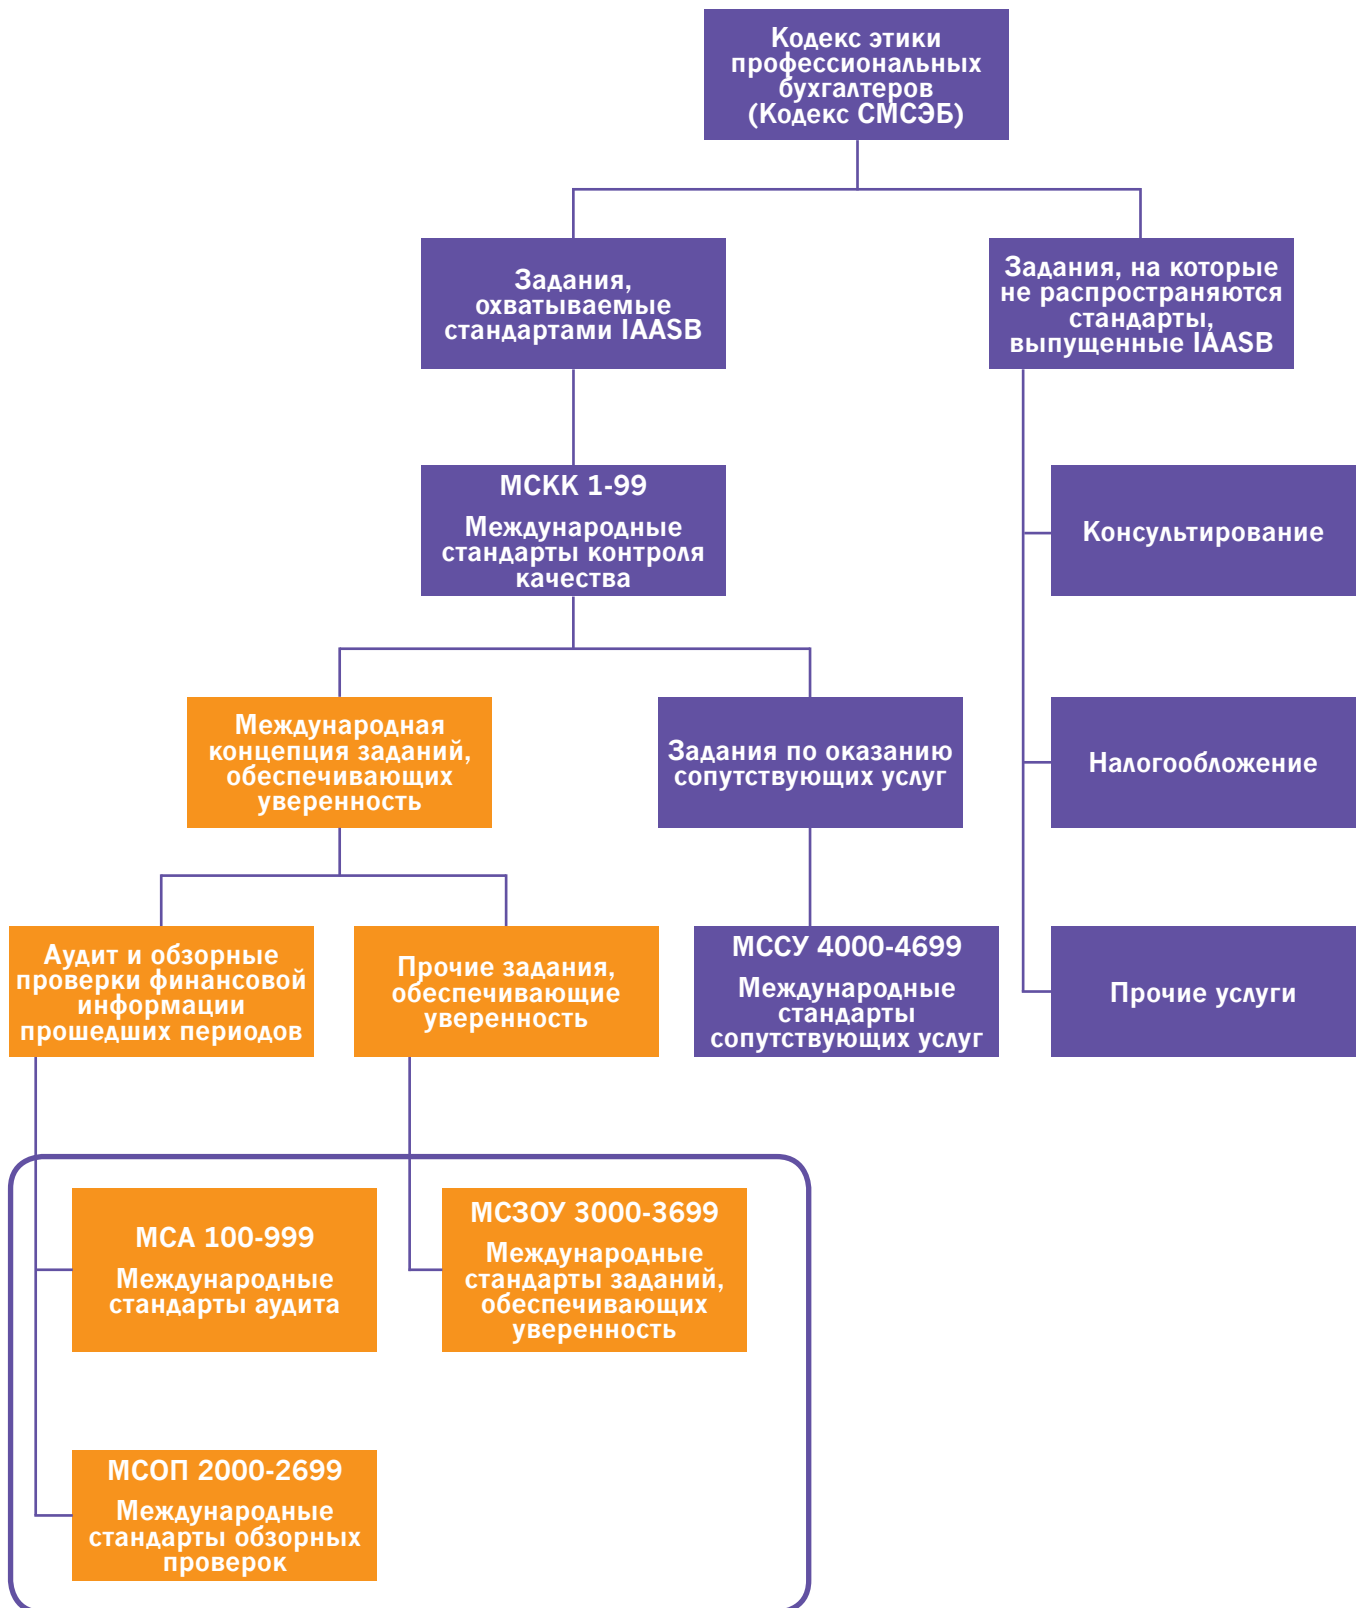 Кодекс этики
профессиональных
бухгалтеров
(Кодекс СМСЭБ)
Задания,
охватываемые
стандартами IAASB
Задания, на которые
не распространяются
стандарты,
выпущенные IAASB
МСКК 1-99
Международные
стандарты контроля
качества
Консультирование
Международная
концепция заданий,
обеспечивающих
уверенность
Задания по оказанию
сопутствующих услуг
Налогообложение
Аудит и обзорные
проверки финансовой
информации
прошедших периодов
Прочие задания,
обеспечивающие
уверенность
МССУ 4000-4699
Международные
стандарты
сопутствующих услуг
Прочие услуги
МСА 100-999
Международные
стандарты аудита
МСЗОУ 3000-3699
Международные
стандарты заданий,
обеспечивающих
уверенность
МСОП 2000-2699
Международные
стандарты обзорных
проверок